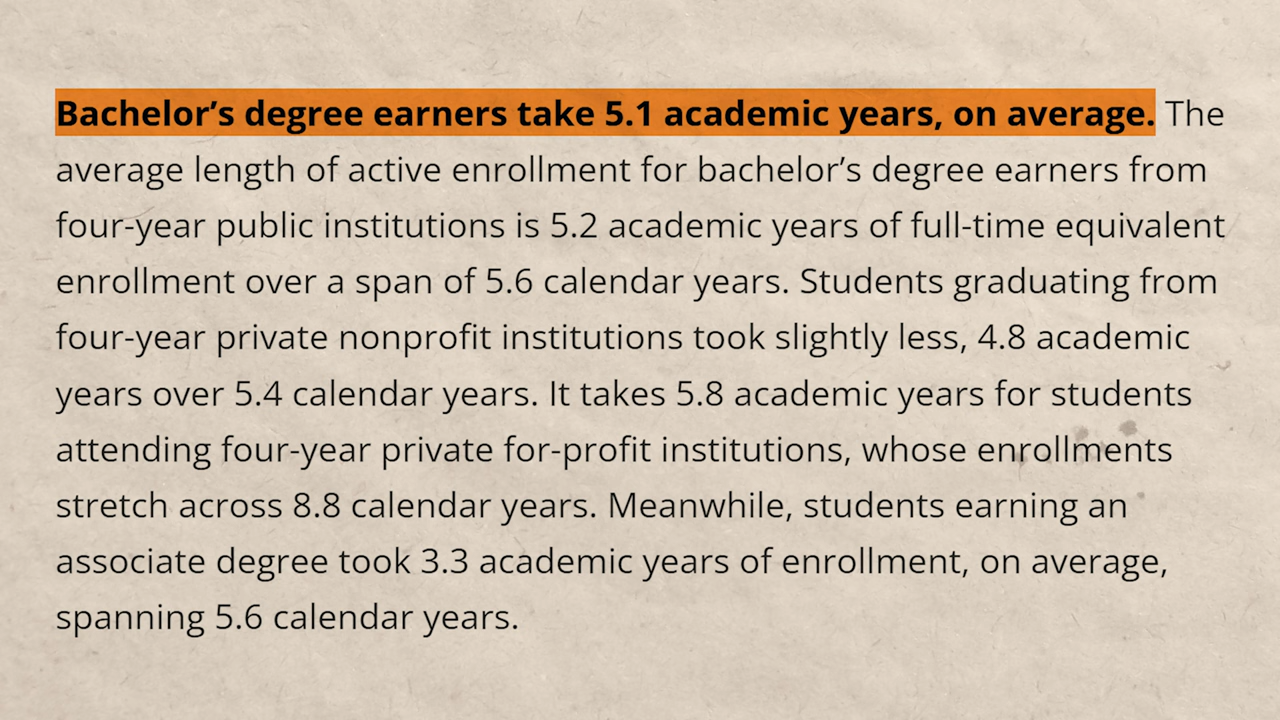 Bachelor’s degree earners take 5.1 academic years, on average. The
average length of active enrollment for bachelor’s degree earners from
four-year public institutions is 5.2 academic years of full-time equivalent
enrollment over a span of 5.6 calendar years. Students graduating from
four-year private nonprofit institutions took slightly less, 4.8 academic
years over 5.4 calendar years. It takes 5.8 academic years for students
attending four-year private for-profit institutions, whose enrollments
stretch across 8.8 calendar years. Meanwhile, students earning an
associate degree took 3.3 academic years of enrollment, on average,
spanning 5.6 calendar years.